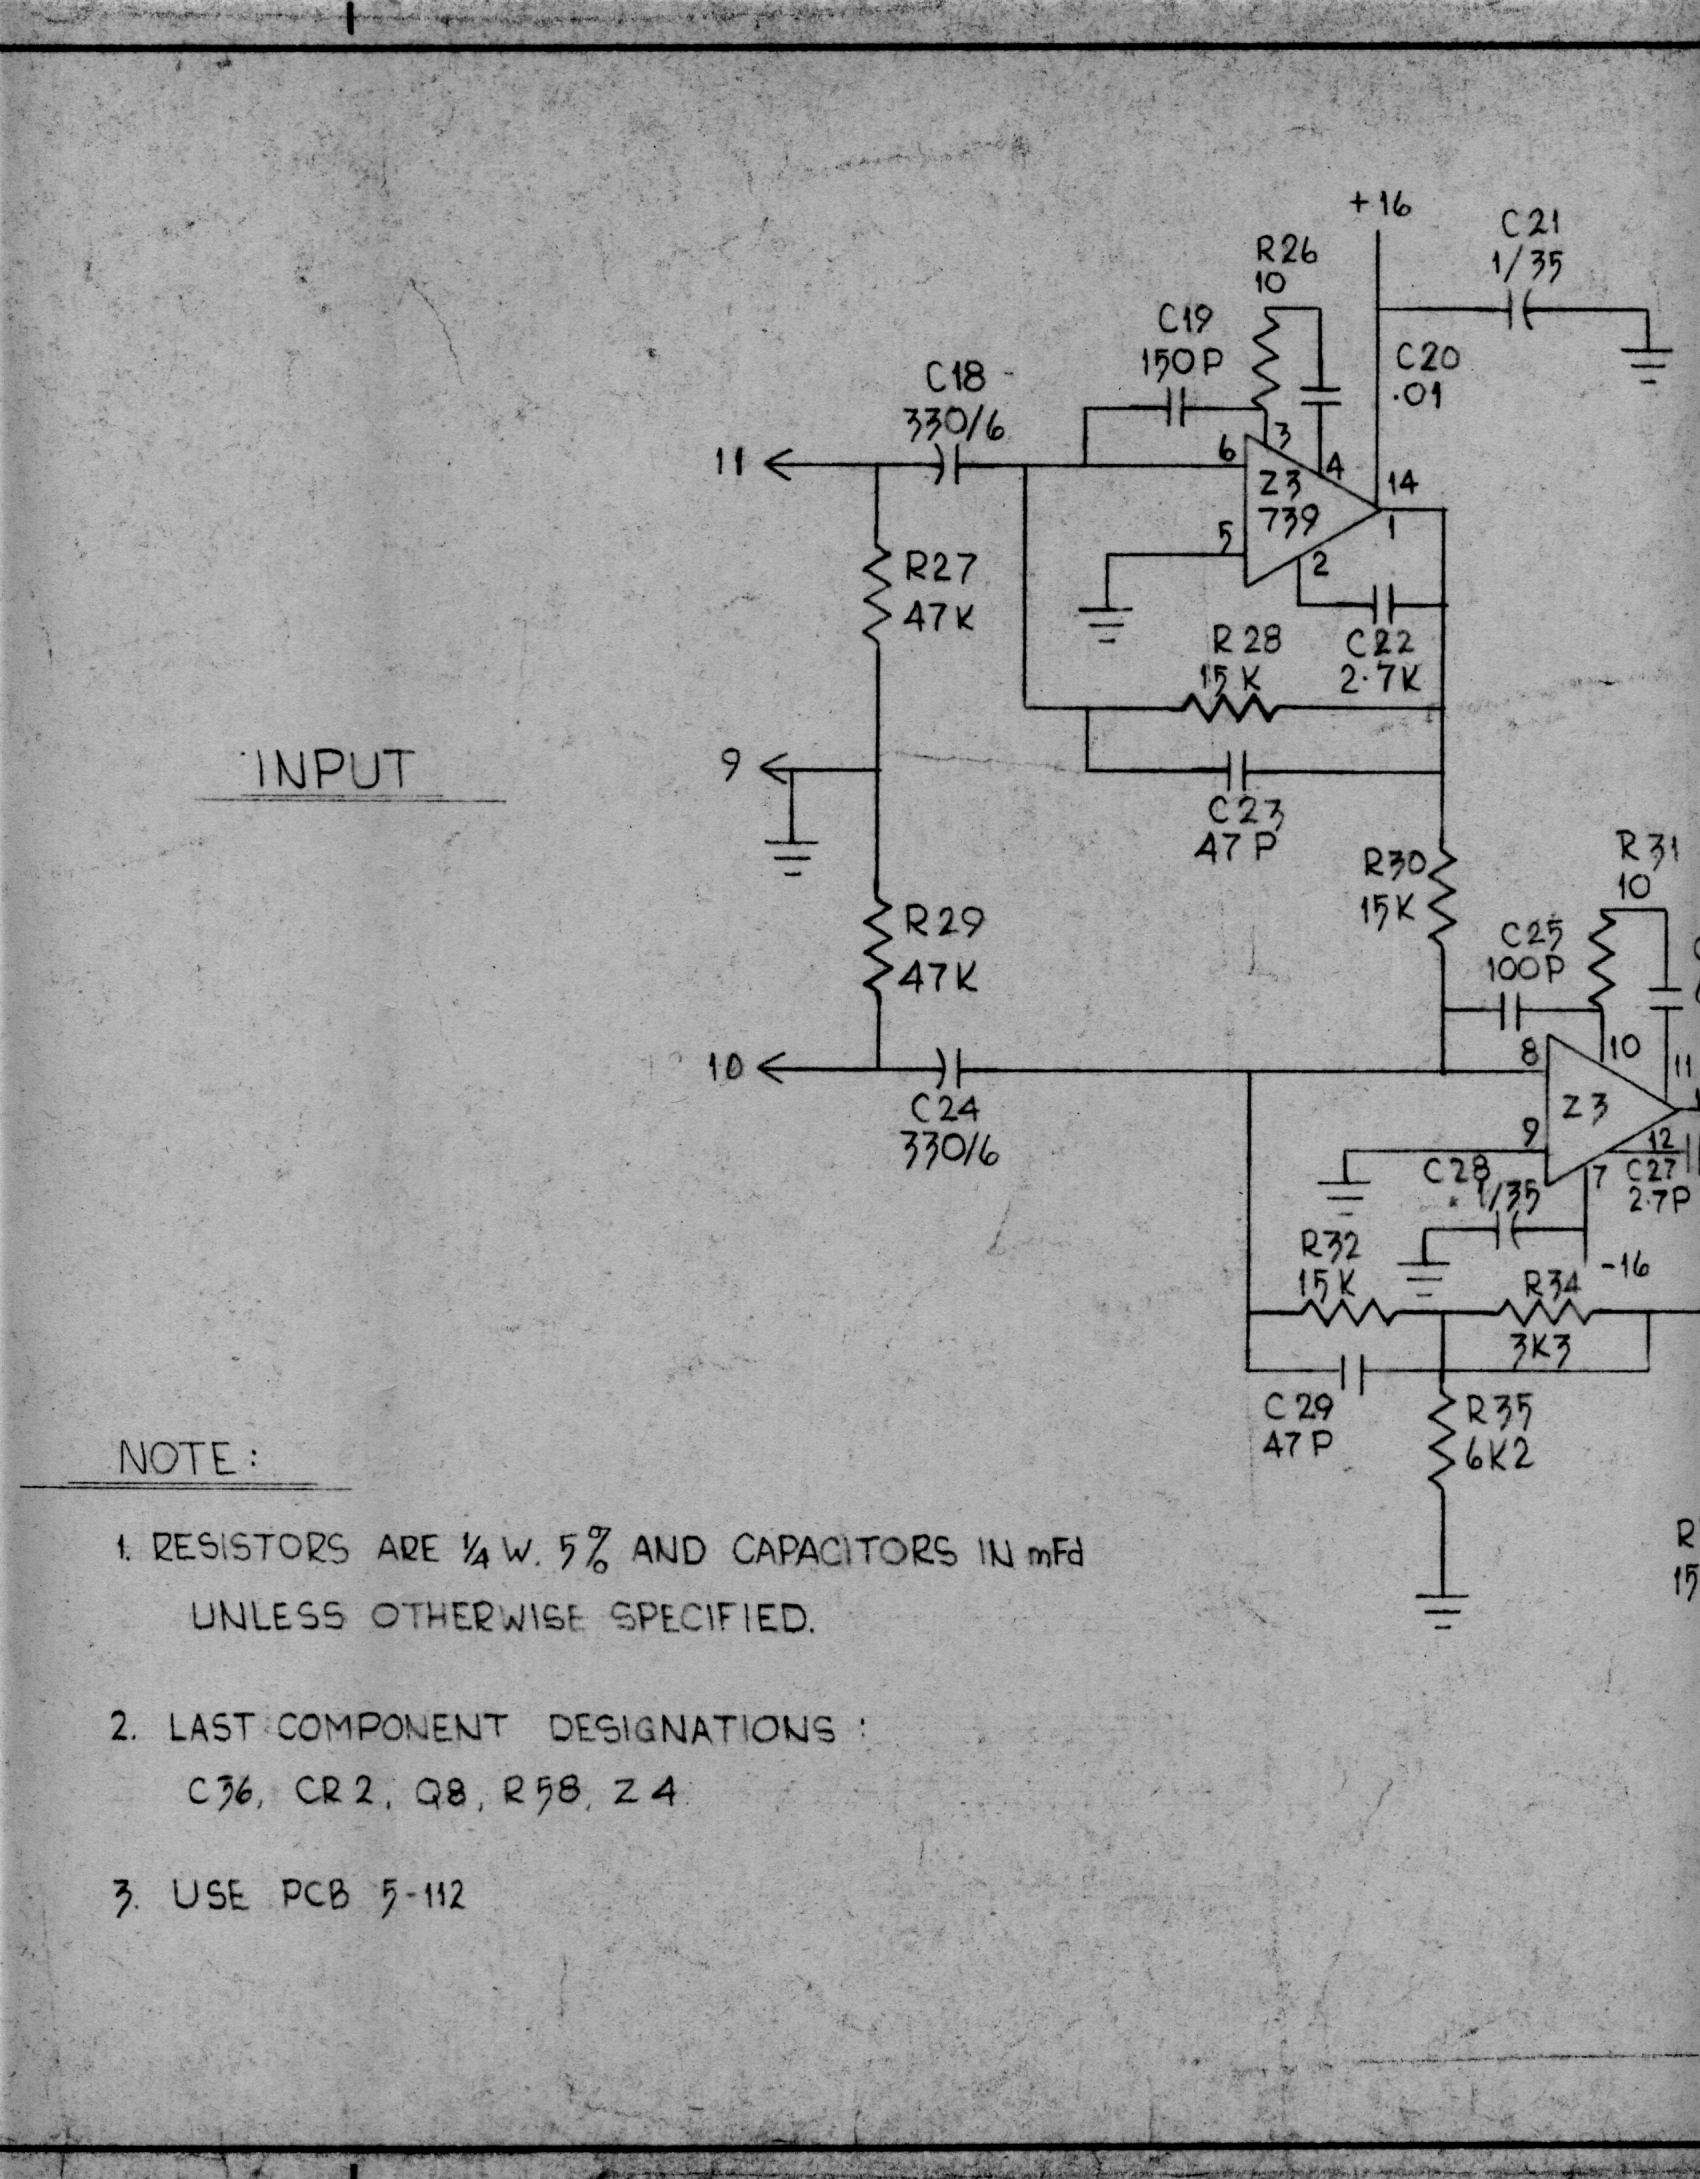 +16
C21
1/35
R26
10
C19
150P
C20
.01
C18
330/6
11
6
3
4
Z3
739
14
1
5
2
R27
47K
R28
15K
C22
2.7K
INPUT
9
C23
47P
R30
15K
R31
10
R29
47K
C25
100P
10
C24
330/6
8
10
11
Z3
9
12
7
C28
1/35
C27
2.7P
-16
R32
15K
R34
3K3
C29
47P
R35
6K2
NOTE:
1. RESISTORS ARE ¼ W. 5% AND CAPACITORS IN mFd
UNLESS OTHERWISE SPECIFIED.
R
15
2. LAST COMPONENT DESIGNATIONS:
C36, CR2, Q8, R58, Z4
3. USE PCB 5-112